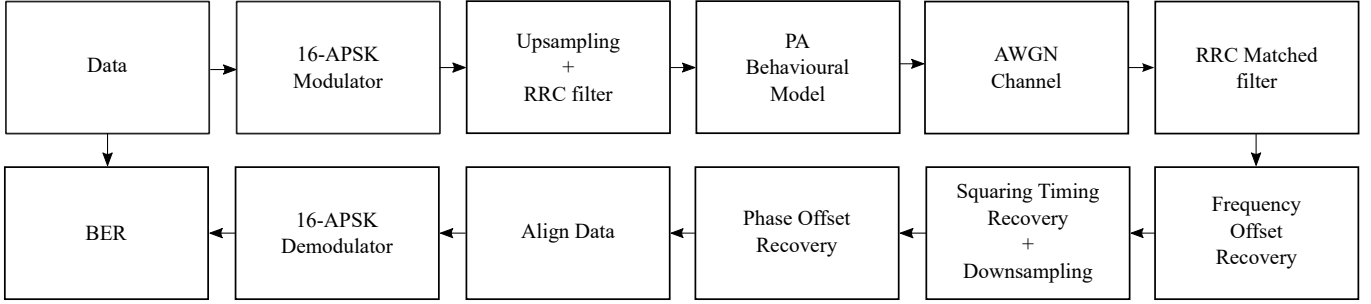 Data
16-APSK
Modulator
Upsampling
+
RRC filter
PA
Behavioural
Model
AWGN
Channel
RRC Matched
filter
BER
16-APSK
Demodulator
Align Data
Phase Offset
Recovery
Squaring Timing
Recovery
+
Downsampling
Frequency
Offset
Recovery